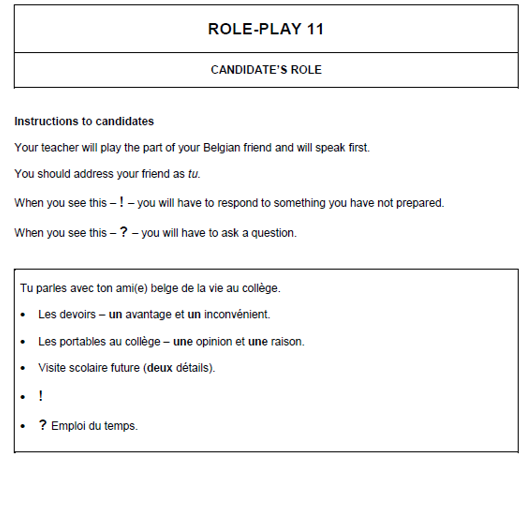 ROLE-PLAY 11
CANDIDATE'S ROLE
Instructions to candidates
Your teacher will play the part of your Belgian friend and will speak first.
You should address your friend as tu.
When you see this – ! – you will have to respond to something you have not prepared.
When you see this – ? – you will have to ask a question.
Tu parles avec ton ami(e) belge de la vie au collège.
• Les devoirs – un avantage et un inconvénient.
• Les portables au collège – une opinion et une raison.
• Visite scolaire future (deux détails).
• !
• ? Emploi du temps.